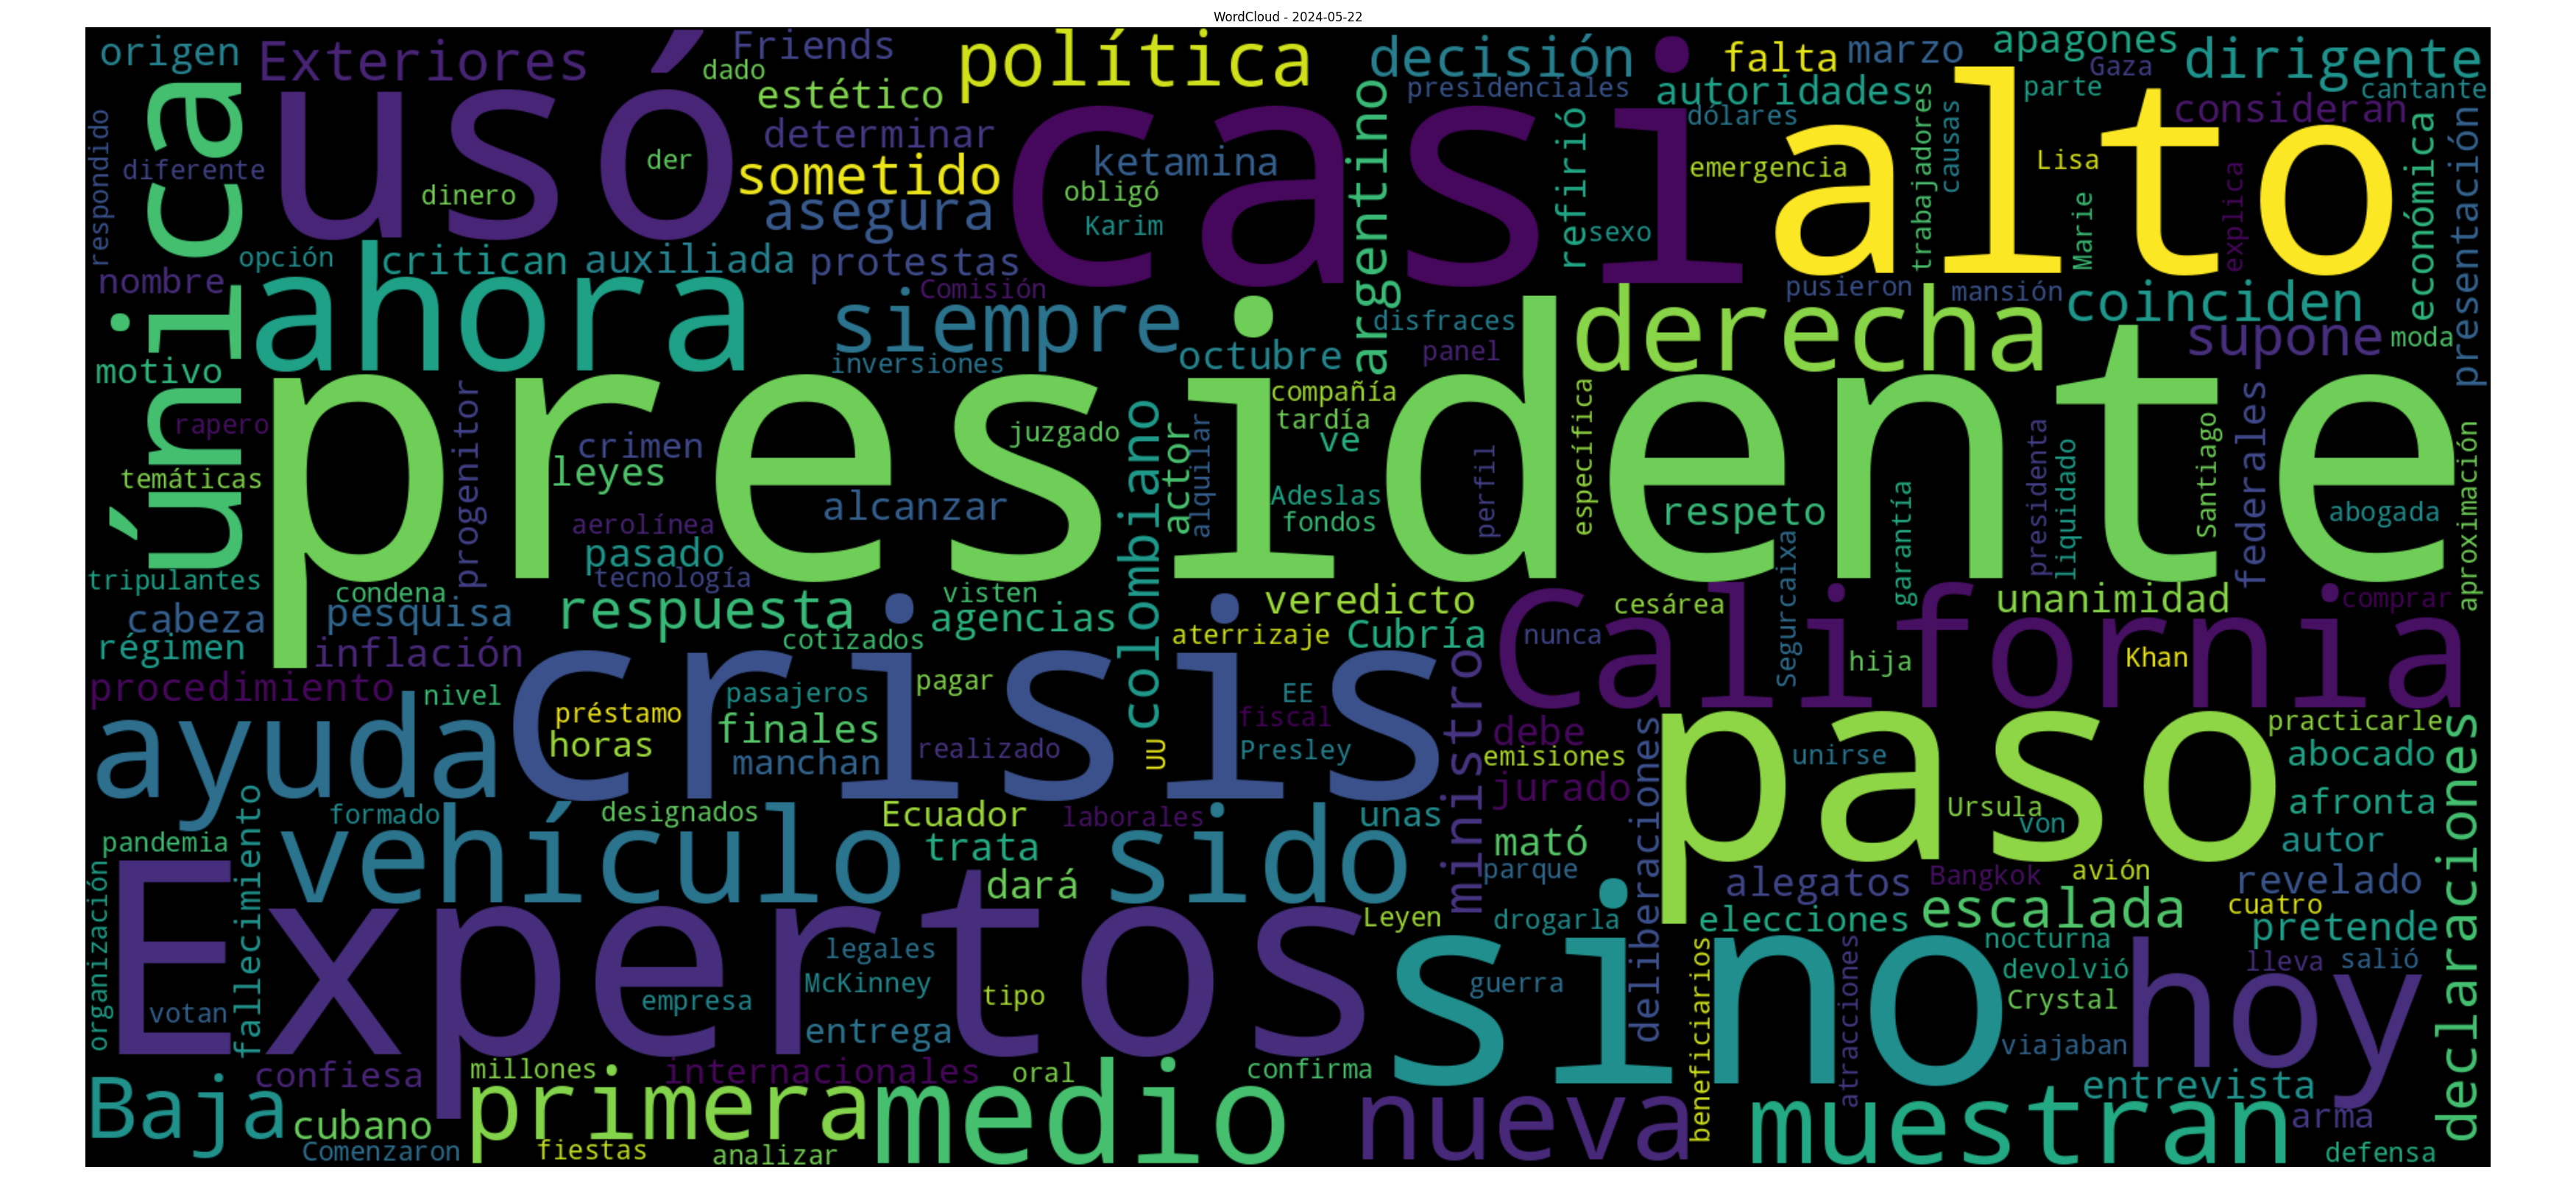 WordCloud - 2024-05-22
origen
Exteriores
Friends
política
decisión
falta
marzo
apagones
dirigente
única
usó
dado
estético
casi
presidenciales
autoridades
Gaza
parte
cantante
respondido
diferente
dinero
der
determinar
sometido
asegura
ketamina
obligó
Karim
argentino
refirió
dólares
sexo
emergencia
alto
trabajadores
causas
Lisa
Marie
explica
consideran
económica
presentación
nombre
opción
critican
auxiliada
protestas
Comisión
ahora
siempre
inversiones
octubre
disfraces
panel
derecha
pusieron
mansión
coinciden
supone
moda
motivo
rapero
temáticas
progenitor
presidente
crimen
leyes
juzgado
alcanzar
aerolínea
pasado
tecnología
colombiano
actor
alquilar
compañía
tardía
ve
Adeslas
fondos
perfil
específica
respeto
garantía
presidenta
liquidado
Santiago
federales
abogada
aproximación
tripulantes
condena
cabeza
pesquisa
régimen
inflación
respuesta
visten
cotizados
agencias
veredicto
aterrizaje
Cubría
cesárea
nunca
Segurcaixa
unanimidad
comprar
California
hija
Khan
procedimiento
nivel
crisis
pasajeros
pagar
préstamo
horas
finales
manchan
realizado
EE
UU
fiscal
Presley
ministro
debe
emisiones
jurado
deliberaciones
paso
unirse
practicarle
abocado
afronta
autor
declaraciones
ayuda
fallecimiento
formado
designados
Ecuador
laborales
unas
pandemia
organización
vehículo
trata
dará
sido
mató
parque
Ursula
von
alegatos
Bangkok
avión
revelado
cuatro
Expertos
legales
McKinney
empresa
tipo
entrega
Leyen
drogarla
guerra
elecciones
escalada
pretende
votan
sino
beneficiarios
atracciones
nocturna
devolvió
Crystal
viajaban
hoy
lleva
salió
Baja
confiesa
cubano
Comenzaron
millones
internacionales
oral
confirma
primera
fiestas
analizar
medio
nueva
muestran
entrevista
arma
defensa